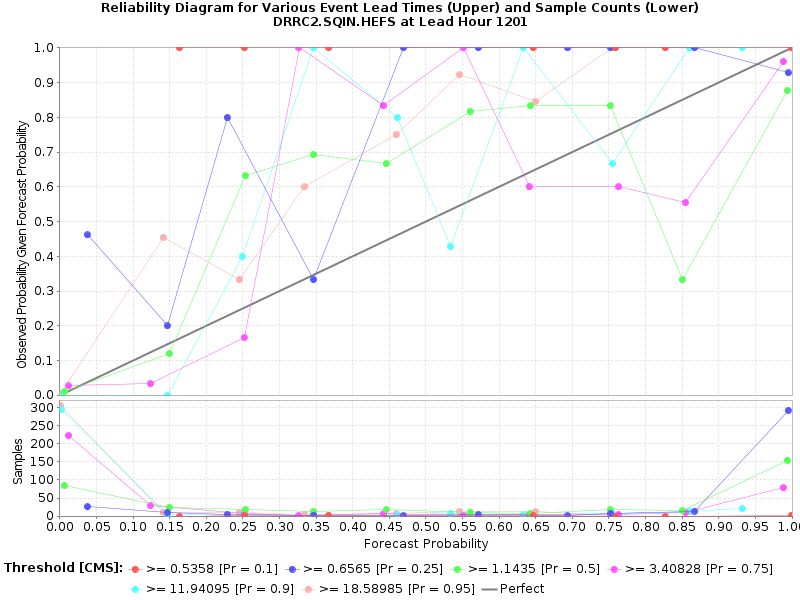 Reliability Diagram for Various Event Lead Times (Upper) and Sample Counts (Lower)
DRRC2.SQIN.HEFS at Lead Hour 1201
Observed Probability Given Forecast Probability
1.0
0.9
0.8
0.7
0.6
0.5
0.4
0.3
0.2
0.1
0.0
Samples
300
250
200
150
100
50
0
0.00 0.05 0.10 0.15 0.20 0.25 0.30 0.35 0.40 0.45 0.50 0.55 0.60 0.65 0.70 0.75 0.80 0.85 0.90 0.95 1.0
Forecast Probability
Threshold [CMS]: >= 0.5358 [Pr = 0.1] >= 0.6565 [Pr = 0.25] >= 1.1435 [Pr = 0.5] >= 3.40828 [Pr = 0.75]
>= 11.94095 [Pr = 0.9] >= 18.58985 [Pr = 0.95] Perfect